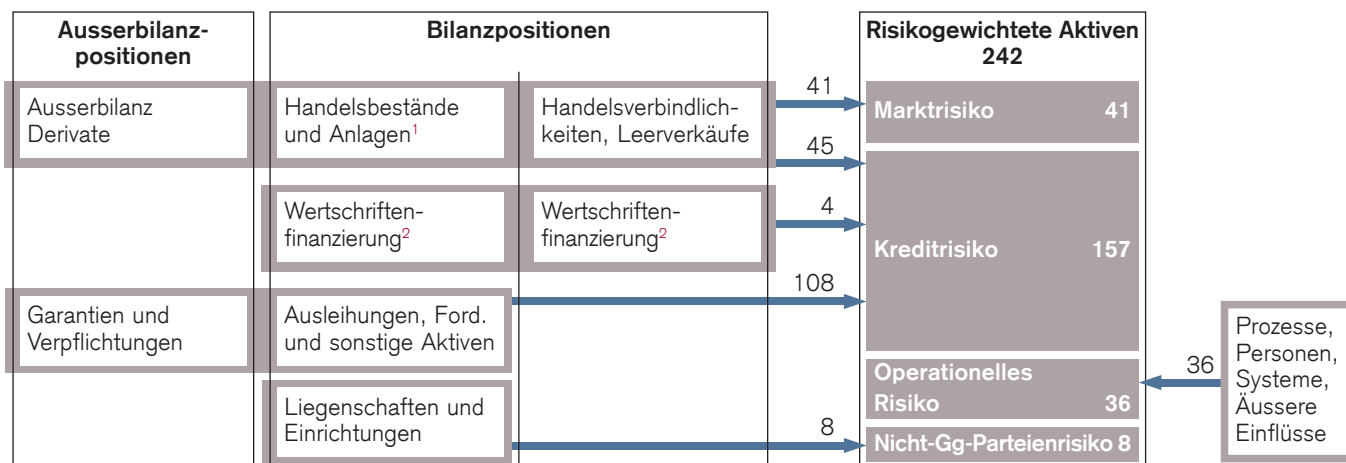 Ausserbilanz-
positionen
Bilanzpositionen
Risikogewichtete Aktiven
242
Ausserbilanz
Derivate
Handelsbestände
und Anlagen¹
Handelsverbindlich-
keiten, Leerverkäufe
41
45
Marktrisiko 41
Wertschriften-
finanzierung²
Wertschriften-
finanzierung²
4
Kreditrisiko 157
Garantien und
Verpflichtungen
Ausleihungen, Ford.
und sonstige Aktiven
108
Liegenschaften und
Einrichtungen
8
Operationelles
Risiko 36
Nicht-Gg-Parteienrisiko 8
36
Prozesse,
Personen,
Systeme,
Äussere
Einflüsse